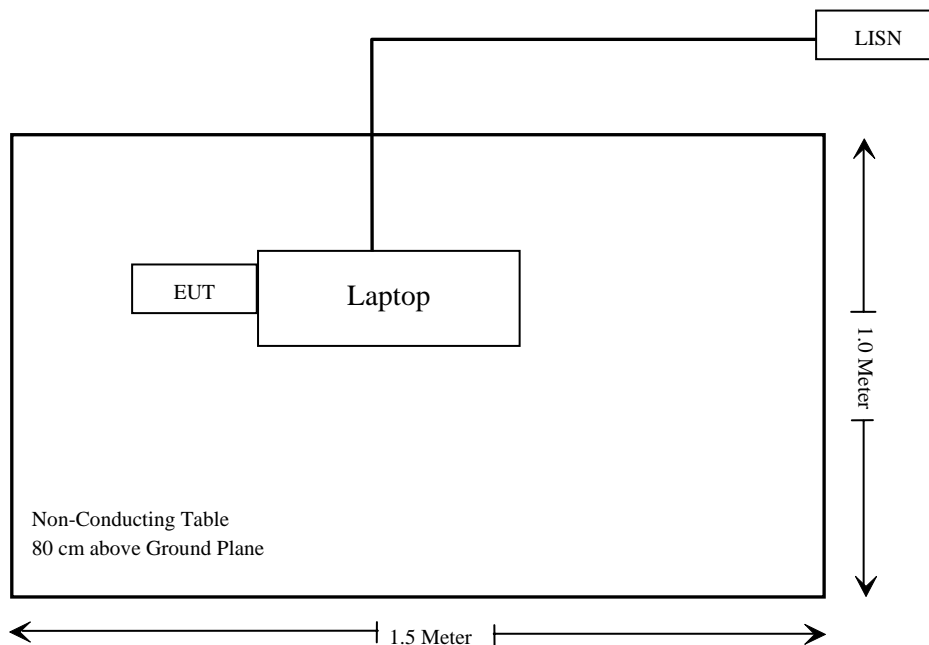 LISN
EUT
Laptop
1.0 Meter
Non-Conducting Table
80 cm above Ground Plane
1.5 Meter